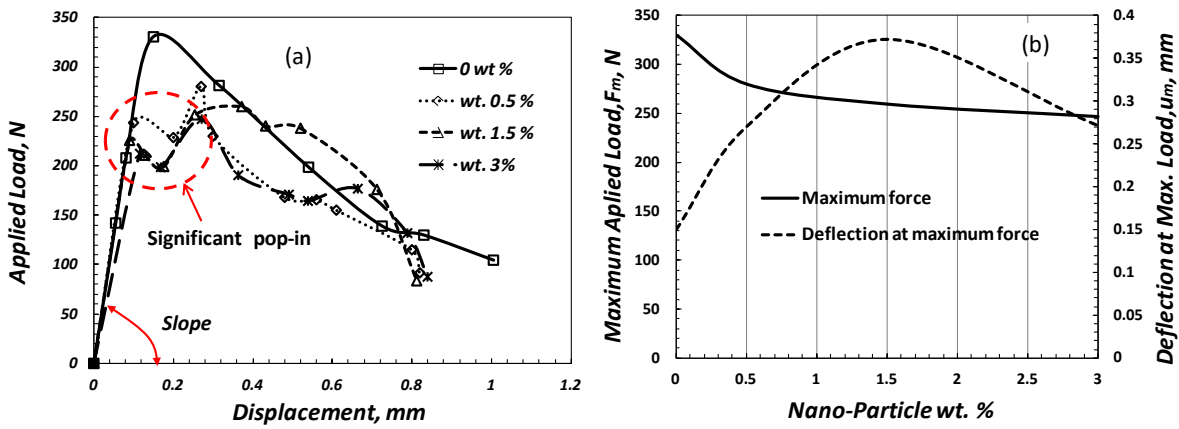 (a)
350
300
250
200
150
100
50
0
Applied Load, N
0 wt %
wt. 0.5 %
wt. 1.5 %
wt. 3%
Significant pop-in
Slope
0
0.2
0.4
0.6
0.8
1
1.2
Displacement, mm
(b)
350
300
250
200
150
100
50
0
Maximum Aplied Load,Fm, N
Maximum force
Deflection at maximum force
0.4
0.35
0.3
0.25
0.2
0.15
0.1
0.05
0
Deflection at Max. Load,um, mm
0
0.5
1
1.5
2
2.5
3
Nano-Particle wt. %